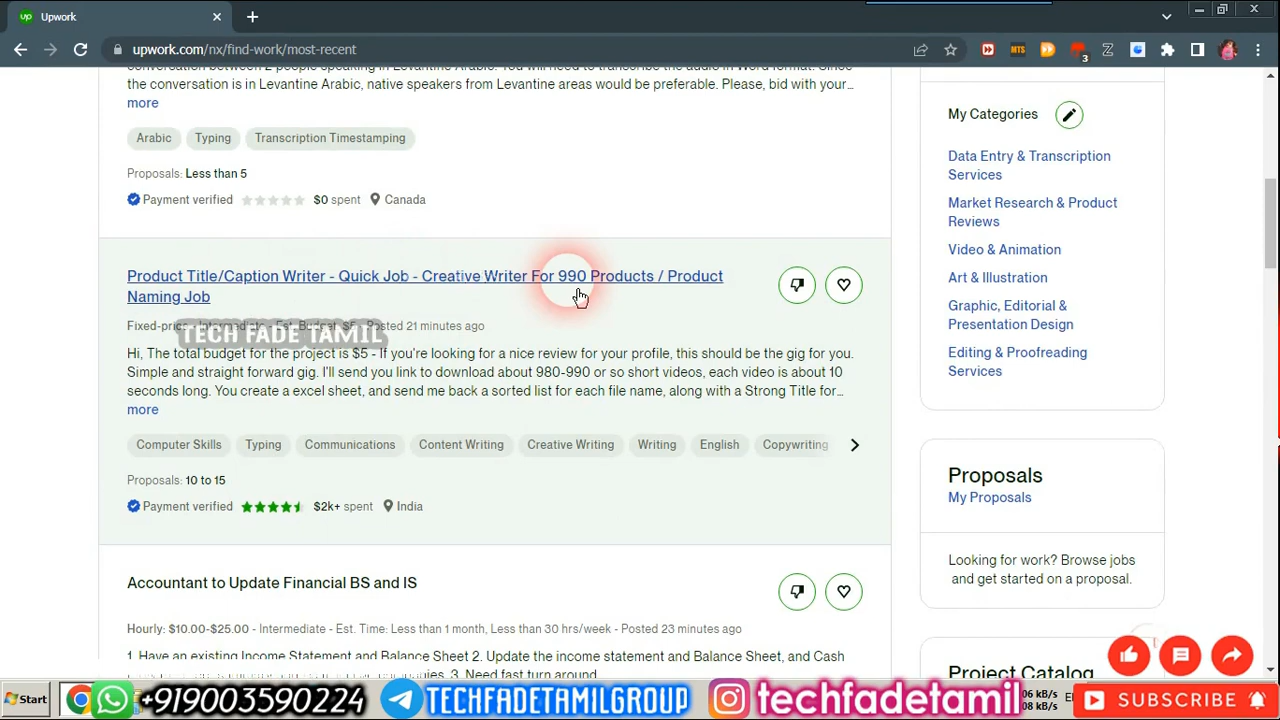 Upwork
upwork.com/nx/find-work/most-recent
3
conversation between 2 people speaking in Levantine Arabic. You will need to transcribe the audio in Word format. Since
the conversation is in Levantine Arabic, native speakers from Levantine areas would be preferable. Please, bid with your…
more
Arabic Typing Transcription Timestamping
Proposals: Less than 5
Payment verified $0 spent Canada
Product Title/Caption Writer - Quick Job - Creative Writer For 990 Products / Product
Naming Job
Fixed-price - Intermediate - Est. Budget: $5 - Posted 21 minutes ago
TECH FADE TAMIL
Hi, The total budget for the project is $5 - If you're looking for a nice review for your profile, this should be the gig for you.
Simple and straight forward gig. I'll send you link to download about 980-990 or so short videos, each video is about 10
seconds long. You create a excel sheet, and send me back a sorted list for each file name, along with a Strong Title for…
more
Computer Skills Typing Communications Content Writing Creative Writing Writing English Copywriting
Proposals: 10 to 15
Payment verified $2k+ spent India
Accountant to Update Financial BS and IS
Hourly: $10.00-$25.00 - Intermediate - Est. Time: Less than 1 month, Less than 30 hrs/week - Posted 23 minutes ago
1. Have an existing Income Statement and Balance Sheet 2. Update the income statement and Balance Sheet, and Cash
3. Need fast turn around
My Categories
Data Entry & Transcription
Services
Market Research & Product
Reviews
Video & Animation
Art & Illustration
Graphic, Editorial &
Presentation Design
Editing & Proofreading
Services
Proposals
My Proposals
Looking for work? Browse jobs
and get started on a proposal.
Project Catalog
Start
+919003590224
TECHFADETAMILGROUP
techfadetamil
SUBSCRIBE